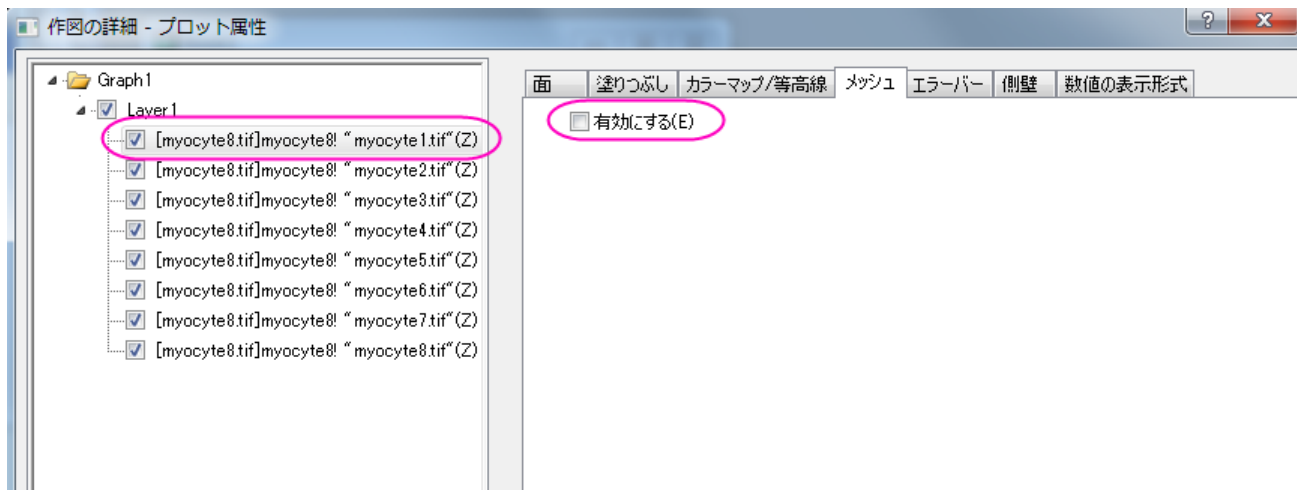 作図の詳細 - プロット属性
?
Graph1
Layer1
[myocyte8.tif]myocyte8! “myocyte1.tif”(Z)
[myocyte8.tif]myocyte8! “myocyte2.tif”(Z)
[myocyte8.tif]myocyte8! “myocyte3.tif”(Z)
[myocyte8.tif]myocyte8! “myocyte4.tif”(Z)
[myocyte8.tif]myocyte8! “myocyte5.tif”(Z)
[myocyte8.tif]myocyte8! “myocyte6.tif”(Z)
[myocyte8.tif]myocyte8! “myocyte7.tif”(Z)
[myocyte8.tif]myocyte8! “myocyte8.tif”(Z)
面 塗りつぶし カラーマップ/等高線 メッシュ エラーバー 側壁 数値の表示形式
有効にする(E)